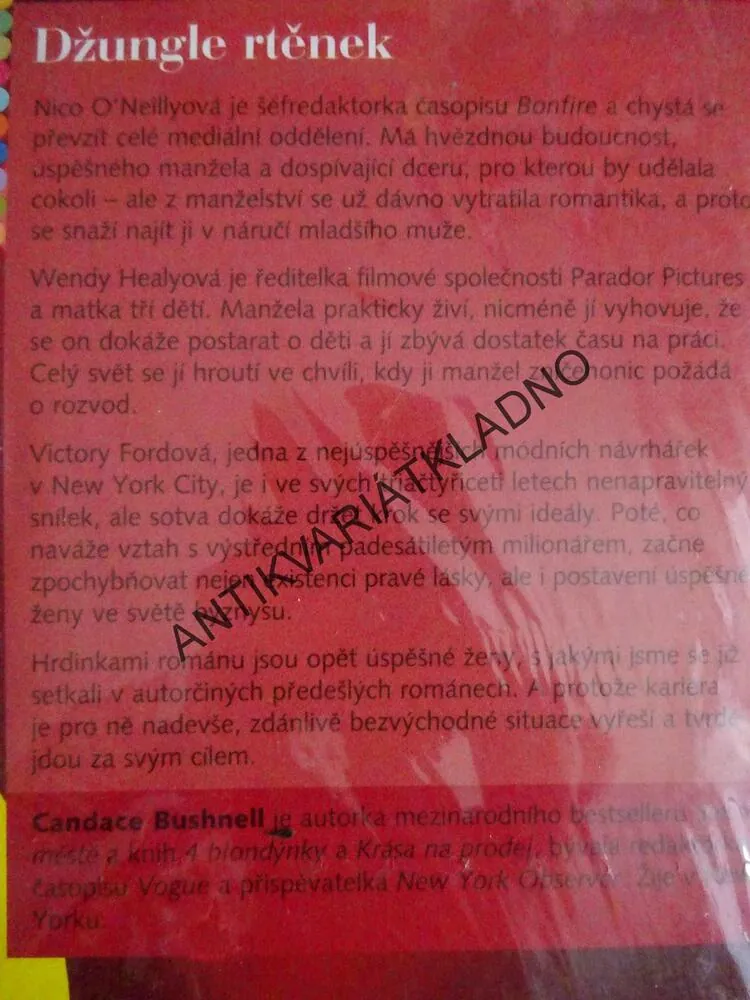 Džungle rtěnek
Nico O'Neillyová je šéfredaktorka časopisu Bonfire a chystá se
převzít celé mediální oddělení. Má hvězdnou budoucnost,
úspěšného manžela a dospívající dceru, pro kterou by udělala
cokoli – ale z manželství se už dávno vytratila romantika, a proto
se snaží najít ji v náručí mladšího muže.
Wendy Healyová je ředitelka filmové společnosti Parador Pictures
a matka tří dětí. Manžela prakticky živí, nicméně jí vyhovuje, že
se on dokáže postarat o děti a jí zbývá dostatek času na práci.
Celý svět se jí hroutí ve chvíli, kdy ji manžel zničehonic požádá
o rozvod.
Victory Fordová, jedna z nejúspěšnějších módních návrhářek
v New York City, je i ve svých třiačtyřiceti letech nenapravitelný
snílek, ale sotva dokáže držet krok se svými ideály. Poté, co
naváže vztah s výstředním padesátiletým milionářem, začne
zpochybňovat nejen existenci pravé lásky, ale i postavení úspěšné
ženy ve světě byznysu.
Hrdinkami románu jsou opět úspěšné ženy, s jakými jsme se již
setkali v autorčiných předešlých románech. A protože kariéra
je pro ně nadevše, zdánlivě bezvýchodné situace vyřeší a tvrdě
jdou za svým cílem.
Candace Bushnell je autorka mezinárodního bestselleru
městě a knih 4 blondýnky a Krása na prodej, bývalá
časopisu Vogue a přispěvatelka New York Observer. Žije v
Yorku.
ANTIKVARIÁTKLADNO